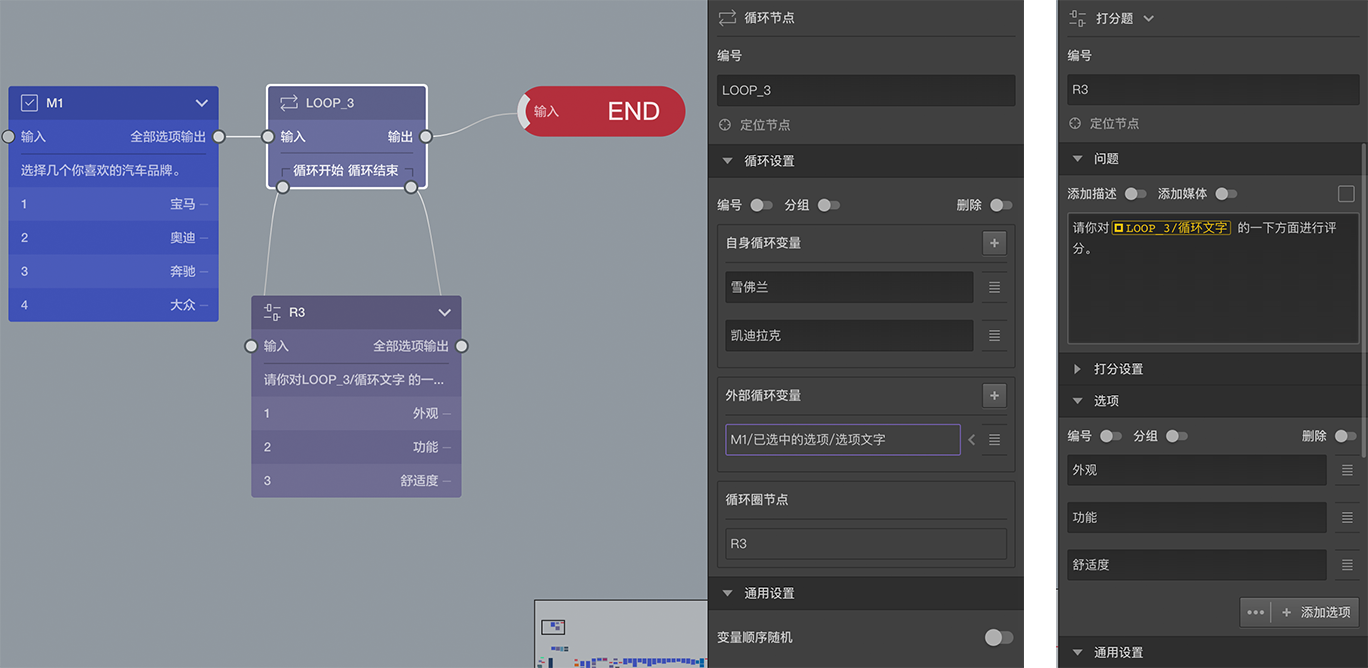 M1
输入 全部选项输出
选择几个你喜欢的汽车品牌。
1 宝马
2 奥迪
3 奔驰
4 大众
LOOP_3
输入 输出
循环开始 循环结束
输入 END
R3
输入 全部选项输出
请你对LOOP_3/循环文字 的一...
1 外观
2 功能
3 舒适度
循环节点
编号
LOOP_3
定位节点
循环设置
编号 分组 删除
自身循环变量
雪佛兰
凯迪拉克
外部循环变量
M1/已选中的选项/选项文字
循环圈节点
R3
通用设置
变量顺序随机
打分题
编号
R3
定位节点
问题
添加描述 添加媒体
请你对 LOOP_3/循环文字 的一下方面进行评
分。
打分设置
选项
编号 分组 删除
外观
功能
舒适度
添加选项
通用设置